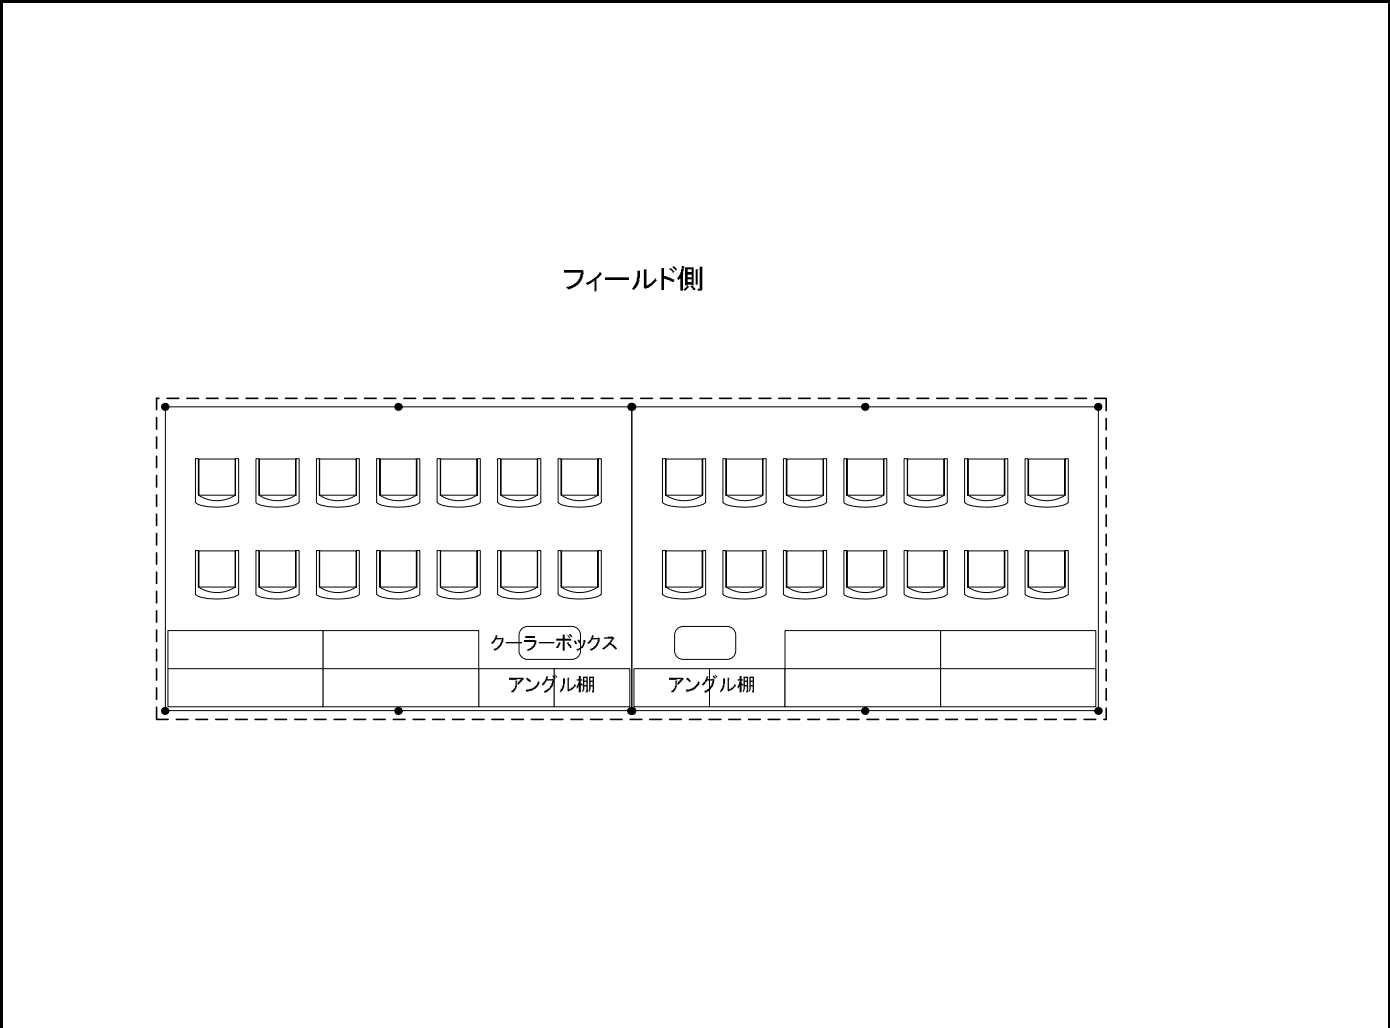 フィールド側
クーラーボックス
アングル棚
アングル棚